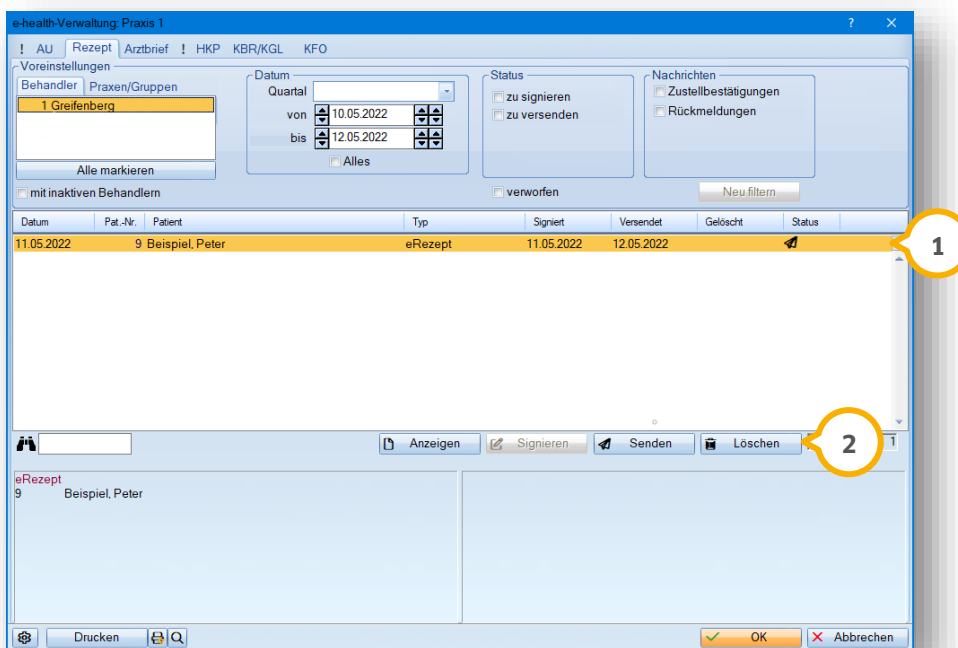 e-health-Verwaltung: Praxis 1 ? ×
! AU Rezept Arztbrief ! HKP KBR/KGL KFO
Voreinstellungen
Behandler Praxen/Gruppen
1 Greifenberg
Alle markieren
mit inaktiven Behandlern
Datum
Quartal
von 10.05.2022
bis 12.05.2022
Alles
Status
zu signieren
zu versenden
verworfen
Nachrichten
Zustellbestätigungen
Rückmeldungen
Neu filtern
Datum Pat.-Nr. Patient Typ Signiert Versendet Gelöscht Status
11.05.2022 9 Beispiel, Peter eRezept 11.05.2022 12.05.2022
1
Anzeigen Signieren Senden Löschen 1
2
eRezept
9 Beispiel, Peter
Drucken OK Abbrechen